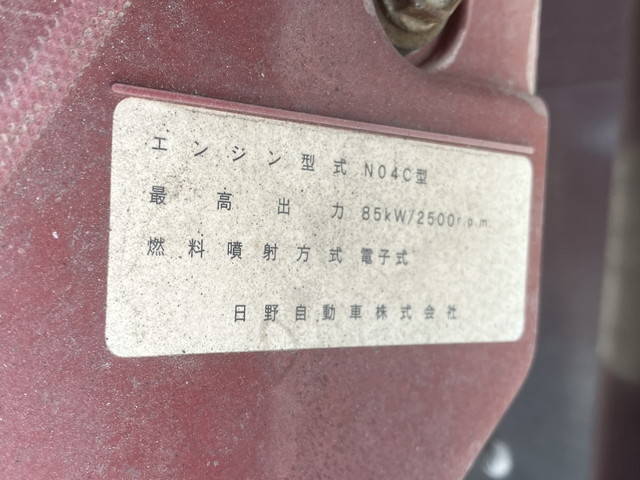 エンジン型式 N04C型
最高出力 85kW/2500r.p.m.
燃料噴射方式 電子式
日野自動車株式会社